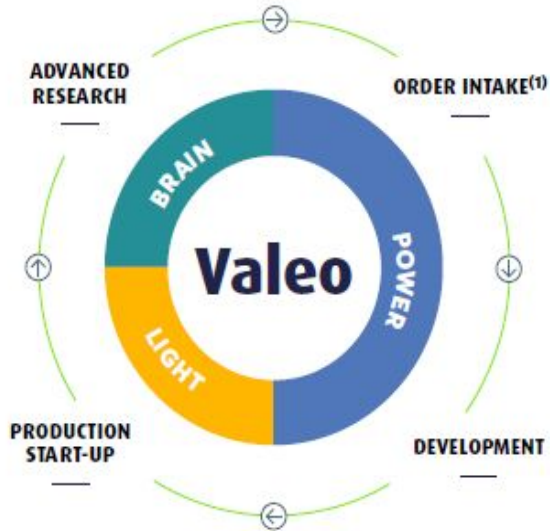 ADVANCED
RESEARCH
ORDER INTAKE(1)
BRAIN
POWER
Valeo
LIGHT
PRODUCTION
START-UP
DEVELOPMENT